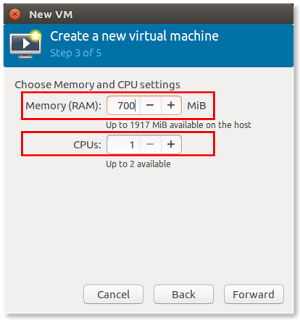 New VM
Create a new virtual machine
Step 3 of 5
Choose Memory and CPU settings
Memory (RAM): 700 − + MiB
Up to 1917 MiB available on the host
CPUs: 1 − +
Up to 2 available
Cancel Back Forward